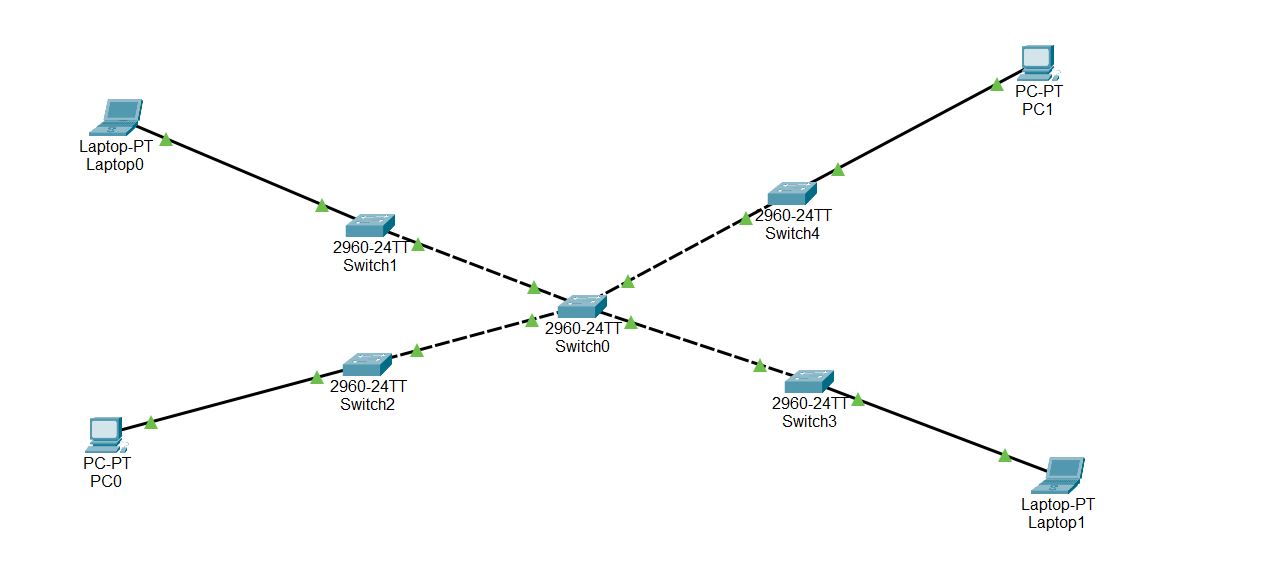 PC-PT
PC1
Laptop-PT
Laptop0
2960-24TT
Switch4
2960-24TT
Switch1
2960-24TT
Switch0
2960-24TT
Switch2
2960-24TT
Switch3
PC-PT
PC0
Laptop-PT
Laptop1